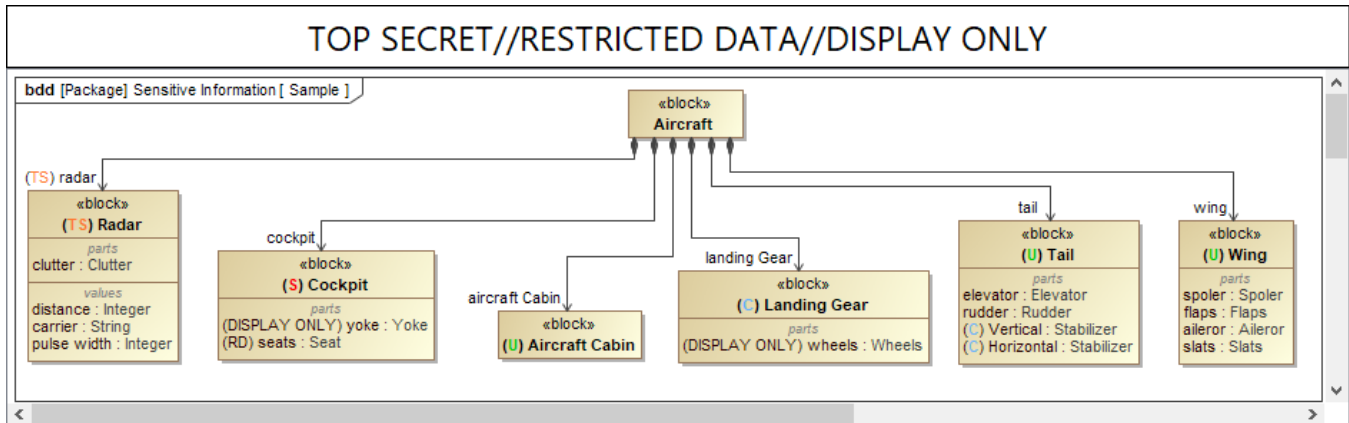 TOP SECRET//RESTRICTED DATA//DISPLAY ONLY
bdd [Package] Sensitive Information [ Sample ]
«block»
Aircraft
(TS) radar
«block»
(TS) Radar
parts
clutter : Clutter
values
distance : Integer
carrier : String
pulse width : Integer
cockpit
«block»
(S) Cockpit
parts
(DISPLAY ONLY) yoke : Yoke
(RD) seats : Seat
aircraft Cabin
«block»
(U) Aircraft Cabin
landing Gear
«block»
(C) Landing Gear
parts
(DISPLAY ONLY) wheels : Wheels
tail
«block»
(U) Tail
parts
elevator : Elevator
rudder : Rudder
(C) Vertical : Stabilizer
(C) Horizontal : Stabilizer
wing
«block»
(U) Wing
parts
spoler : Spoler
flaps : Flaps
aileror : Aileror
slats : Slats